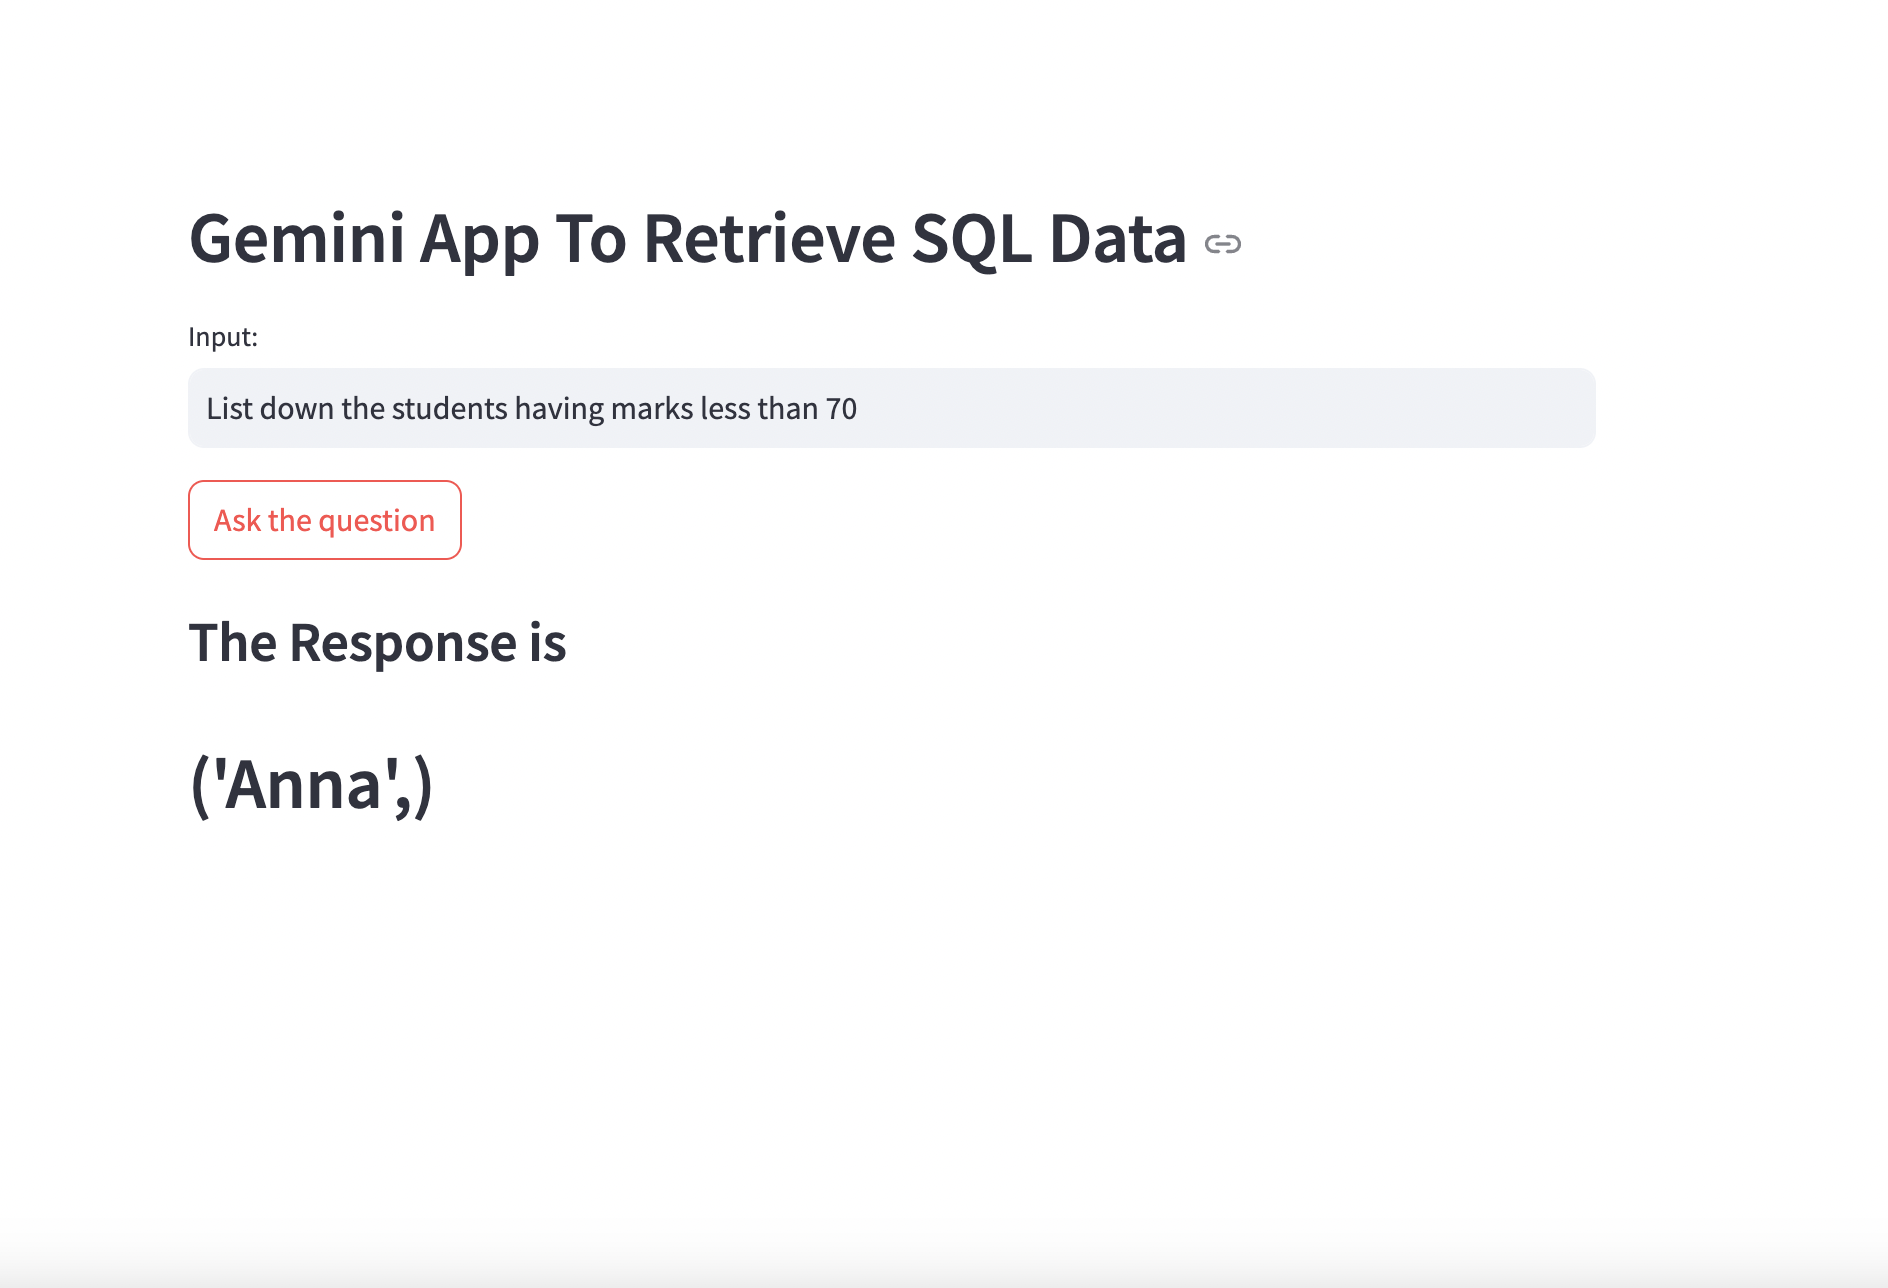 Gemini App To Retrieve SQL Data
Input:
List down the students having marks less than 70
Ask the question
The Response is
('Anna',)